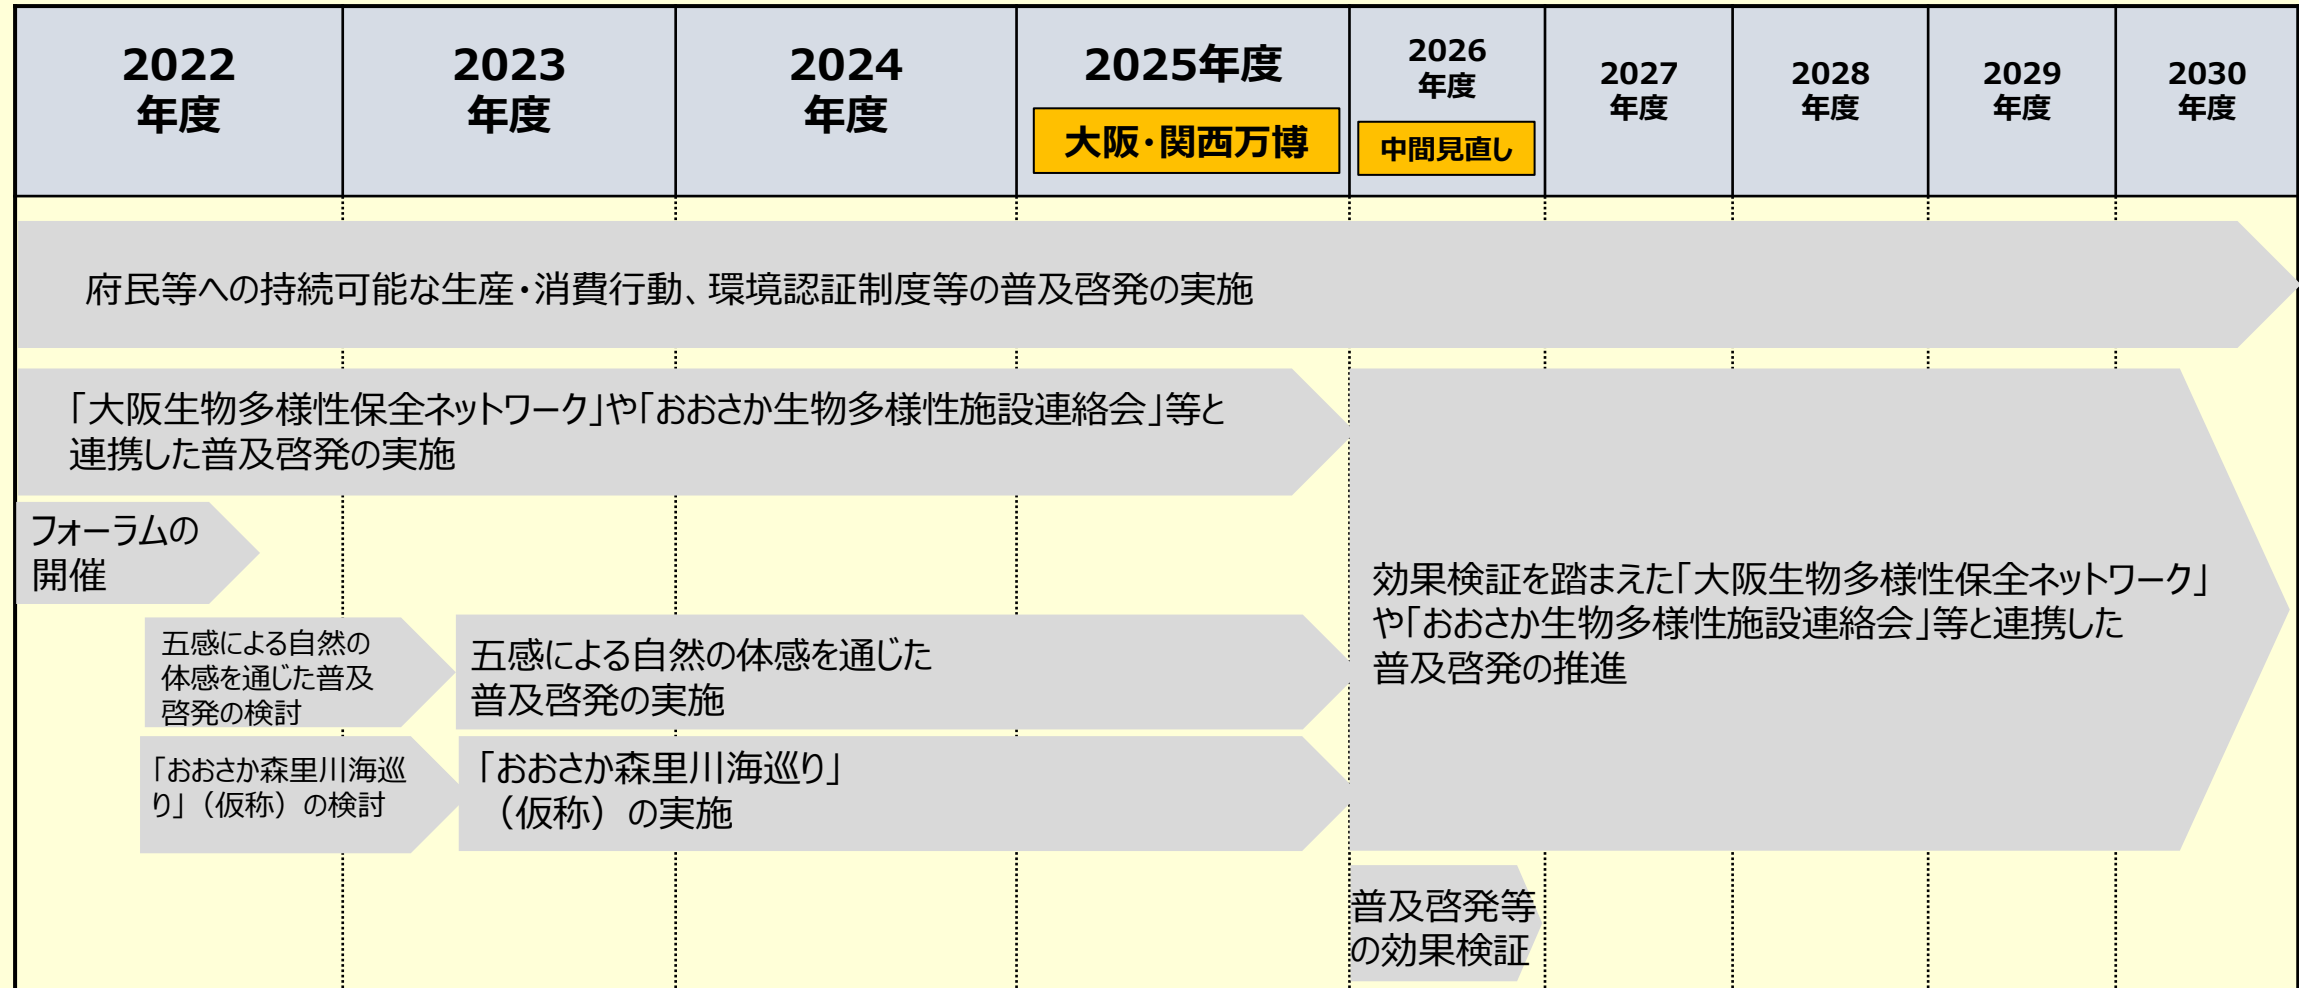 2022
年度
2023
年度
2024
年度
2025年度
大阪・関西万博
2026
年度
中間見直し
2027
年度
2028
年度
2029
年度
2030
年度
府民等への持続可能な生産・消費行動、環境認証制度等の普及啓発の実施
「大阪生物多様性保全ネットワーク」や「おおさか生物多様性施設連絡会」等と
連携した普及啓発の実施
フォーラムの
開催
五感による自然の
体感を通じた普及
啓発の検討
五感による自然の体感を通じた
普及啓発の実施
「おおさか森里川海巡
り」（仮称）の検討
「おおさか森里川海巡り」
（仮称）の実施
効果検証を踏まえた「大阪生物多様性保全ネットワーク」
や「おおさか生物多様性施設連絡会」等と連携した
普及啓発の推進
普及啓発等
の効果検証